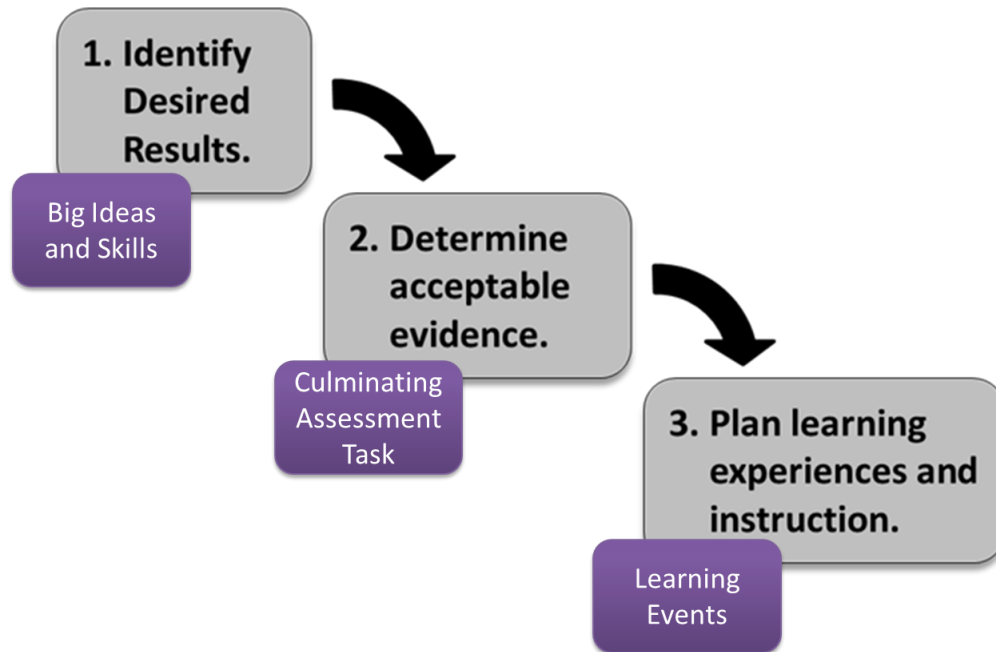 1. Identify
Desired
Results.
Big Ideas
and Skills
2. Determine
acceptable
evidence.
Culminating
Assessment
Task
3. Plan learning
experiences and
instruction.
Learning
Events